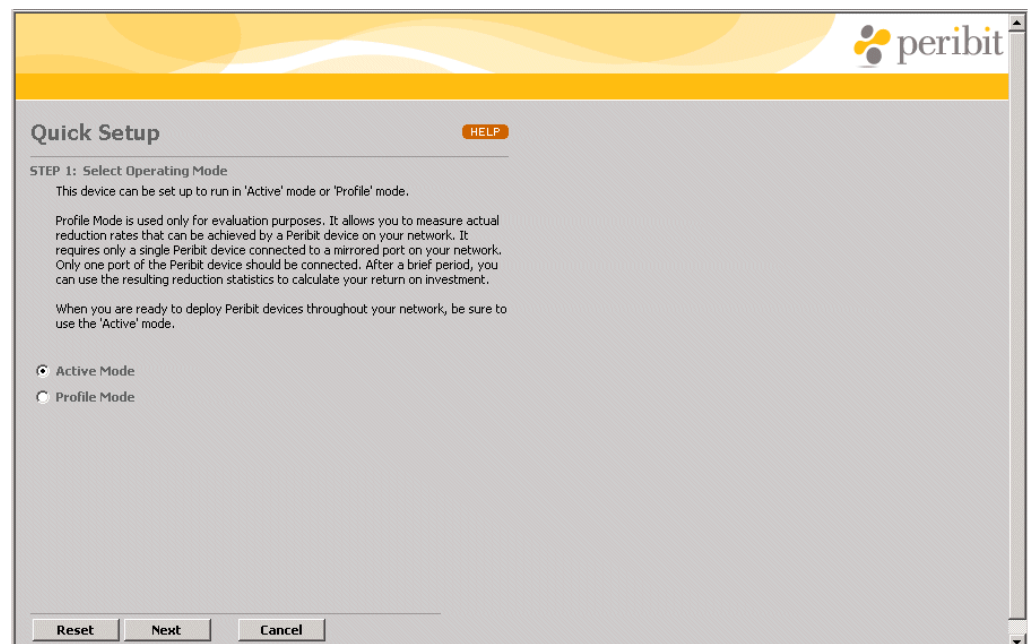 peribit
Quick Setup
HELP
STEP 1: Select Operating Mode
This device can be set up to run in 'Active' mode or 'Profile' mode.
Profile Mode is used only for evaluation purposes. It allows you to measure actual
reduction rates that can be achieved by a Peribit device on your network. It
requires only a single Peribit device connected to a mirrored port on your network.
Only one port of the Peribit device should be connected. After a brief period, you
can use the resulting reduction statistics to calculate your return on investment.
When you are ready to deploy Peribit devices throughout your network, be sure to
use the 'Active' mode.
Active Mode
Profile Mode
Reset Next Cancel